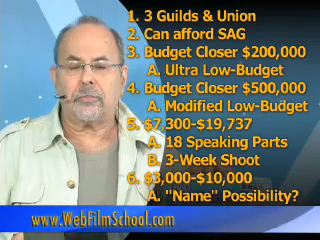 1. 3 Guilds & Union
2. Can afford SAG
3. Budget Closer $200,000
A. Ultra Low-Budget
4. Budget Closer $500,000
A. Modified Low-Budget
5. $7,300-$19,737
A. 18 Speaking Parts
B. 3-Week Shoot
6. $3,000-$10,000
A. "Name" Possibility?
www.WebFilmSchool.com